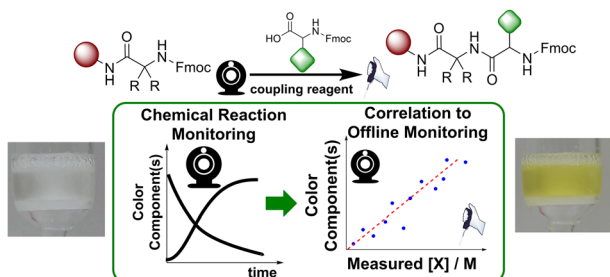 O
O
HO
H
N
Fmoc
O
H
N
Fmoc
N
H
R
R
coupling reagent
O
H
N
N
H
R
R
O
N
H
Fmoc
Chemical Reaction
Monitoring
Color
Component(s)
time
Correlation to
Offline Monitoring
Color
Component(s)
Measured [X] / M